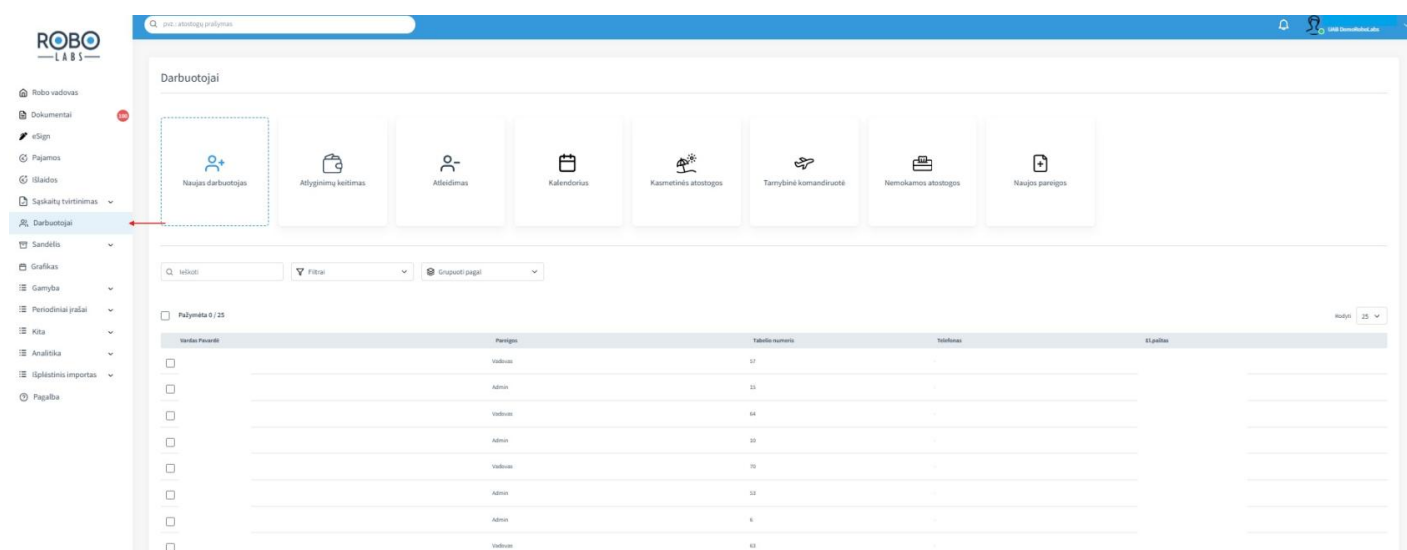 pvz.: atostogų prašymas
UAB DemoRoboLabs
ROBO
LABS
Robo vadovas
Dokumentai
eSign
Pajamos
Išlaidos
Sąskaitų tvirtinimas
Darbuotojai
Sandėlis
Grafikas
Gamyba
Periodiniai įrašai
Kita
Analitika
Išplėstinis importas
Pagalba
Darbuotojai
Naujas darbuotojas
Atlyginimų keitimas
Atleidimas
Kalendorius
Kasmetinės atostogos
Tarnybinė komandiruotė
Nemokamos atostogos
Naujos pareigos
Ieškoti
Filtrai
Grupuoti pagal
Pažymėta 0 / 25
Rodyti 25
Vardas Pavardė Pareigos Tabelio numeris Telefonas El.paštas
Vadovas 57
Admin
Vadovas 64
Admin
Vadovas
Admin
Admin 6
Vadovas 63